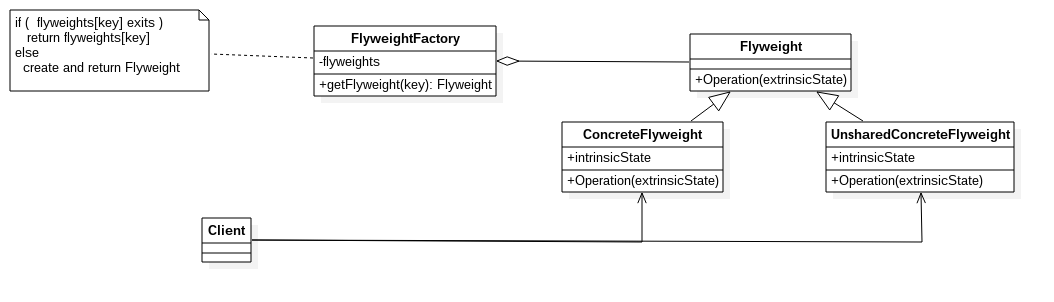 if (  flyweights[key] exits )
return flyweights[key]
else
create and return Flyweight
FlyweightFactory
-flyweights
+getFlyweight(key): Flyweight
Flyweight
+Operation(extrinsicState)
ConcreteFlyweight
+intrinsicState
+Operation(extrinsicState)
UnsharedConcreteFlyweight
+intrinsicState
+Operation(extrinsicState)
Client